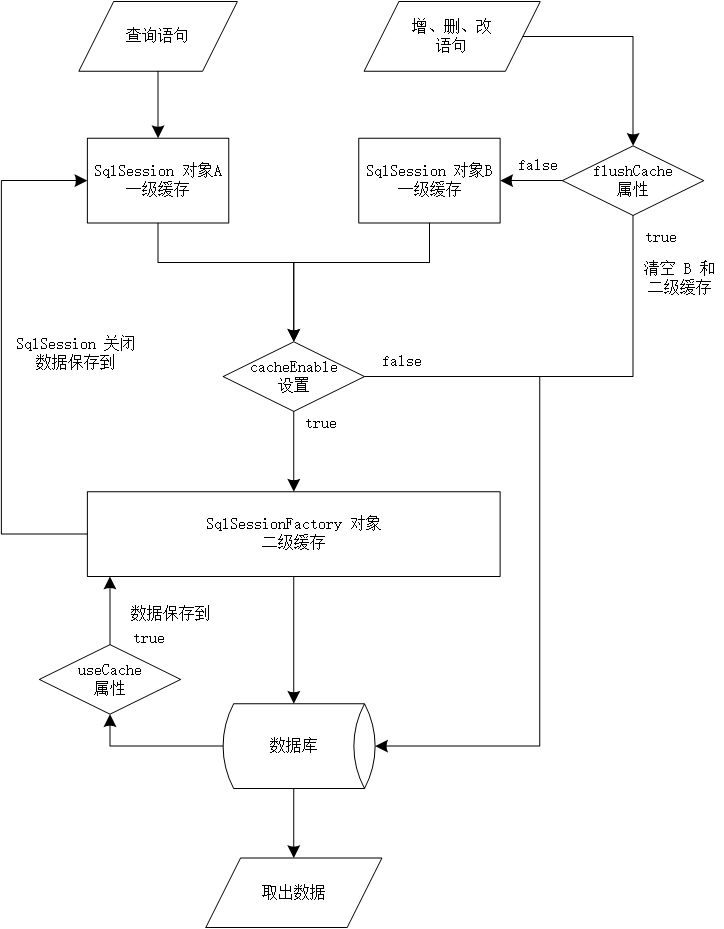 查询语句
增、删、改
语句
SqlSession 对象A
一级缓存
SqlSession 对象B
一级缓存
false
flushCache
属性
true
清空 B 和
二级缓存
SqlSession 关闭
数据保存到
cacheEnable
设置
false
true
SqlSessionFactory 对象
二级缓存
数据保存到
true
useCache
属性
数据库
取出数据